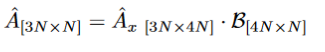 Â[3N×N] = Âx [3N×4N] · ℬ[4N×N]